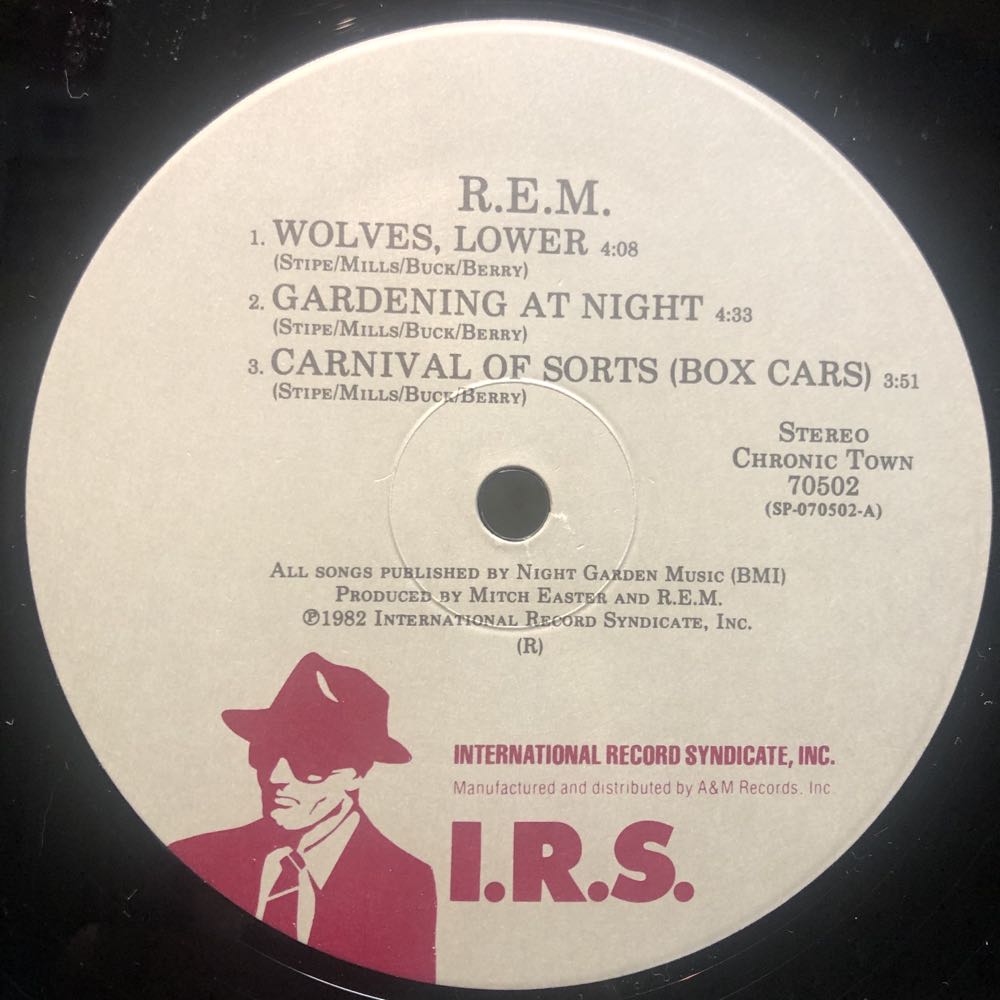 R.E.M.
1. WOLVES, LOWER 4:08
(STIPE/MILLS/BUCK/BERRY)
2. GARDENING AT NIGHT 4:33
(STIPE/MILLS/BUCK/BERRY)
3. CARNIVAL OF SORTS (BOX CARS) 3:51
(STIPE/MILLS/BUCK/BERRY)
STEREO
CHRONIC TOWN
70502
(SP-070502-A)
ALL SONGS PUBLISHED BY NIGHT GARDEN MUSIC (BMI)
PRODUCED BY MITCH EASTER AND R.E.M.
℗1982 INTERNATIONAL RECORD SYNDICATE, INC.
(R)
INTERNATIONAL RECORD SYNDICATE, INC.
Manufactured and distributed by A&M Records, Inc.
I.R.S.